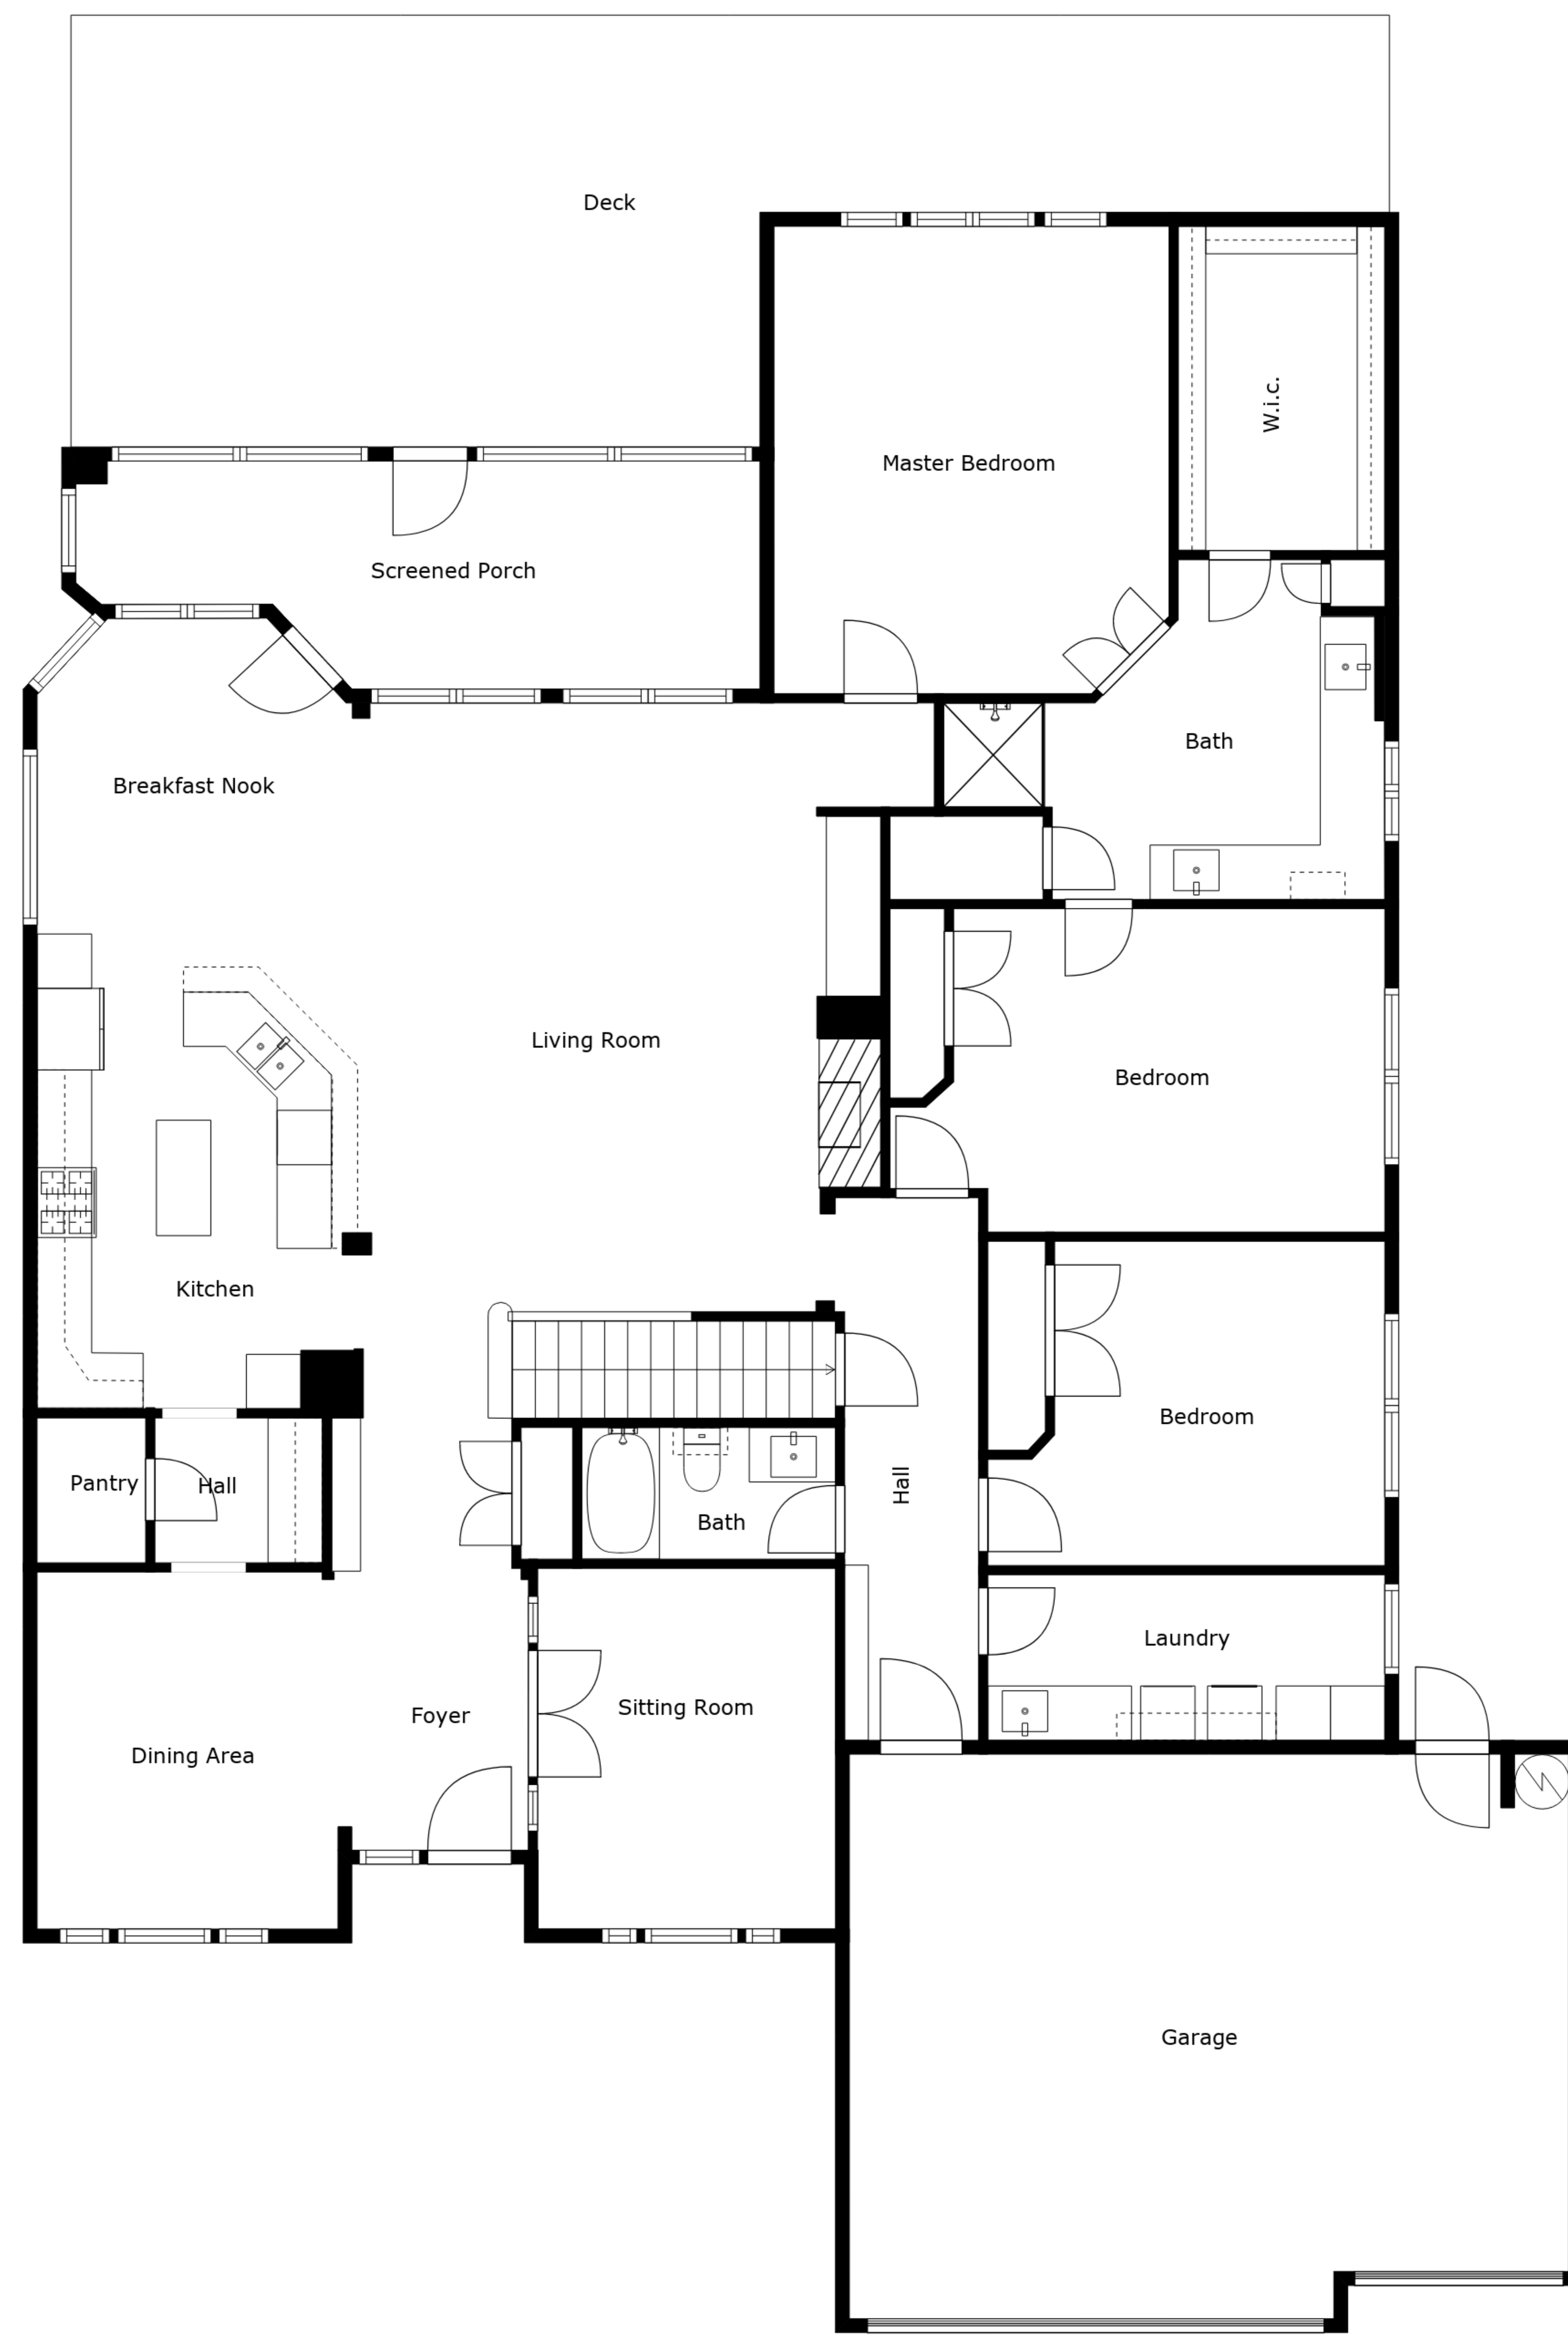 Deck
W.i.c.
Master Bedroom
Screened Porch
Bath
Breakfast Nook
Living Room
Bedroom
Kitchen
Bedroom
Pantry
Hall
Hall
Bath
Laundry
Sitting Room
Foyer
Dining Area
Garage